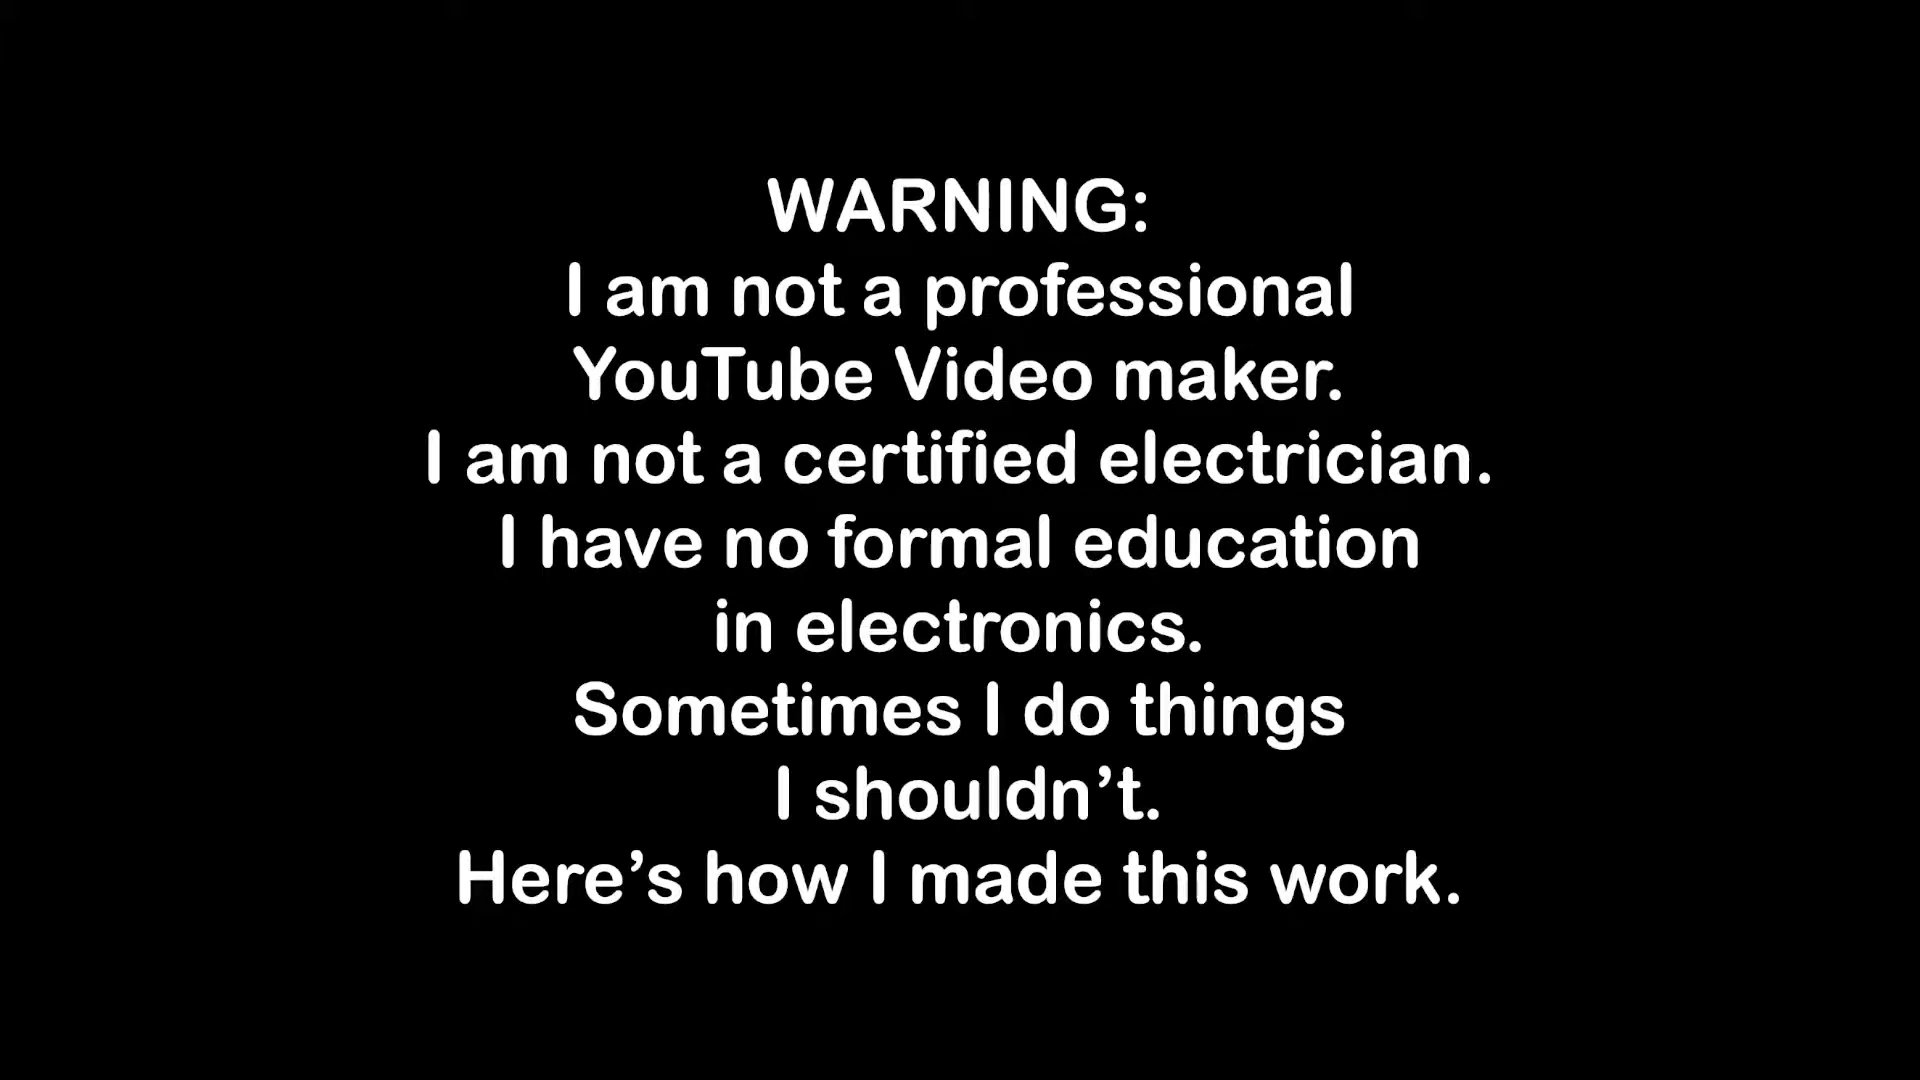 WARNING:
I am not a professional
YouTube Video maker.
I am not a certified electrician.
I have no formal education
in electronics.
Sometimes I do things
I shouldn’t.
Here’s how I made this work.